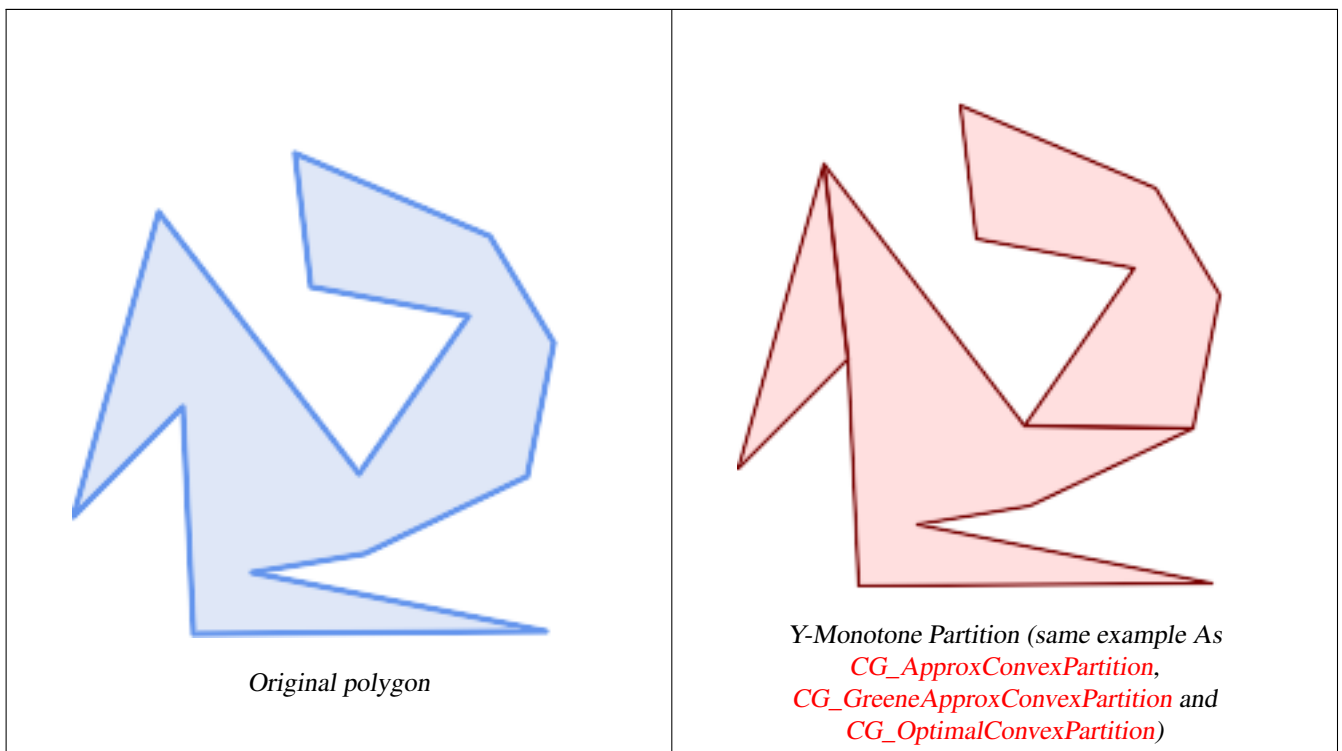 Original polygon
Y-Monotone Partition (same example As
CG_ApproxConvexPartition,
CG_GreeneApproxConvexPartition and
CG_OptimalConvexPartition)